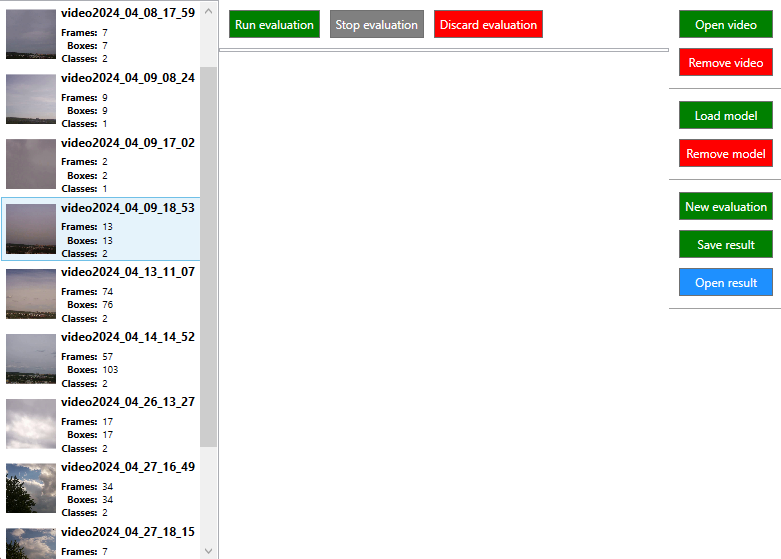 video2024_04_08_17_59
Frames: 7
Boxes: 7
Classes: 2
video2024_04_09_08_24
Frames: 9
Boxes: 9
Classes: 1
video2024_04_09_17_02
Frames: 2
Boxes: 2
Classes: 1
video2024_04_09_18_53
Frames: 13
Boxes: 13
Classes: 2
video2024_04_13_11_07
Frames: 74
Boxes: 76
Classes: 2
video2024_04_14_14_52
Frames: 57
Boxes: 103
Classes: 2
video2024_04_26_13_27
Frames: 17
Boxes: 17
Classes: 2
video2024_04_27_16_49
Frames: 34
Boxes: 34
Classes: 2
video2024_04_27_18_15
Frames: 7
Run evaluation
Stop evaluation
Discard evaluation
Open video
Remove video
Load model
Remove model
New evaluation
Save result
Open result